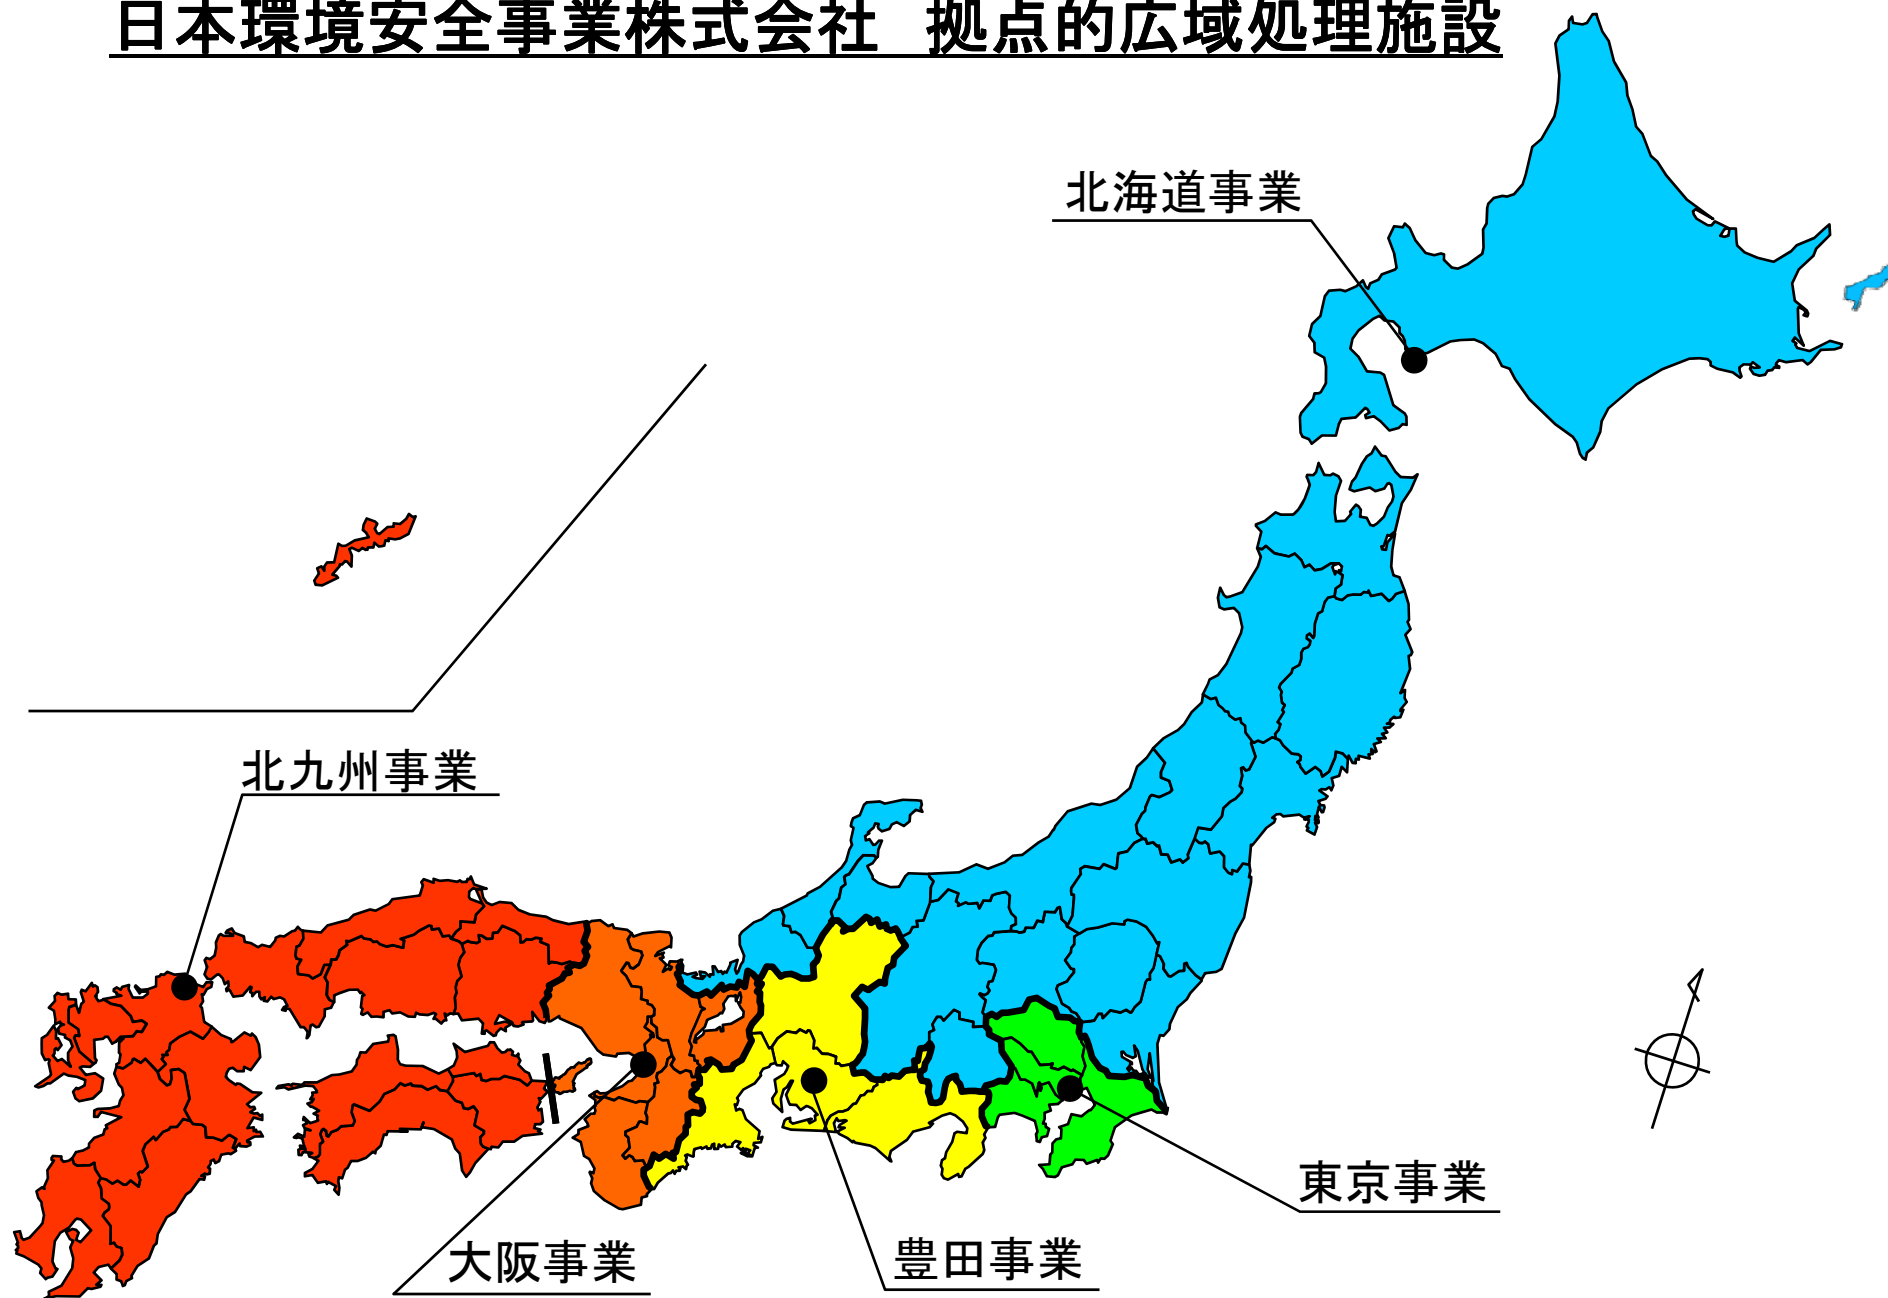 日本環境安全事業株式会社　拠点的広域処理施設
北海道事業
北九州事業
東京事業
大阪事業
豊田事業